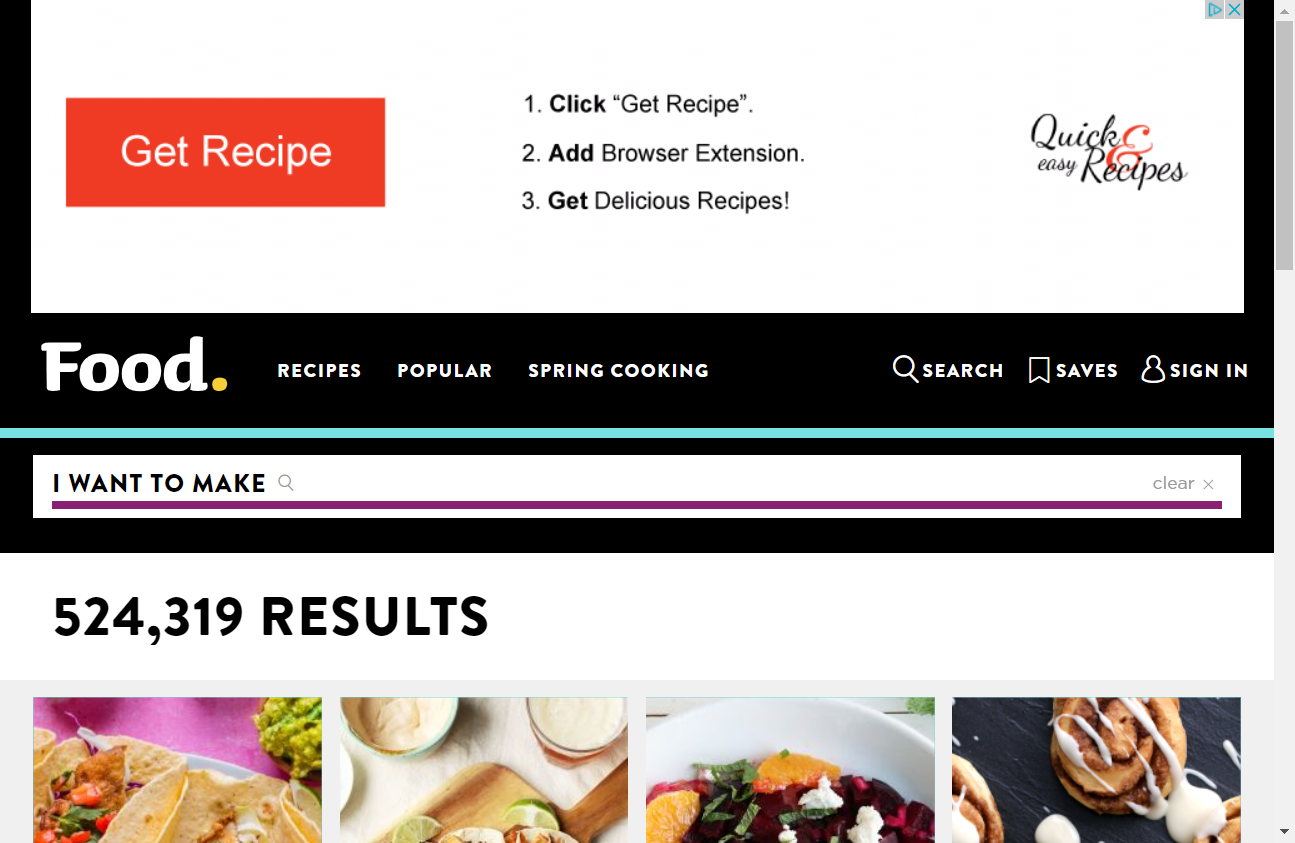 Get Recipe
1. Click “Get Recipe”.
2. Add Browser Extension.
3. Get Delicious Recipes!
Quick &
easy Recipes
Food.
RECIPES
POPULAR
SPRING COOKING
SEARCH
SAVES
SIGN IN
I WANT TO MAKE
clear ×
524,319 RESULTS